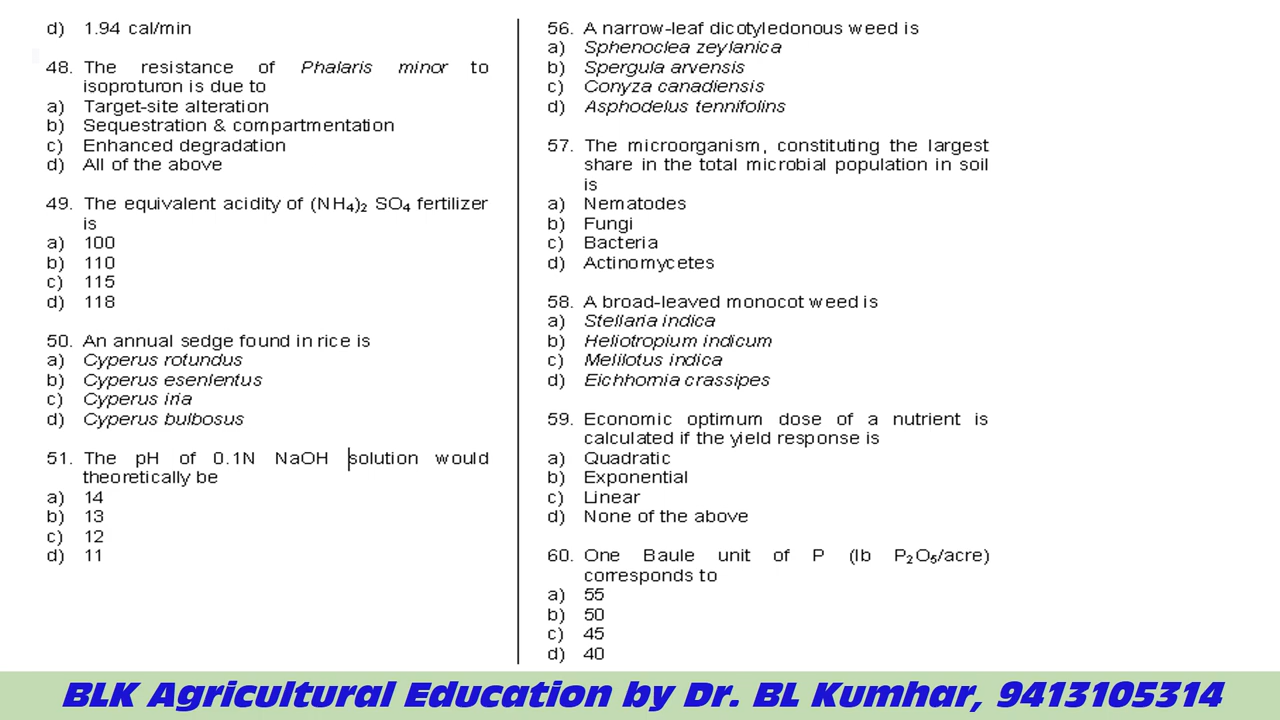 d) 1.94 cal/min
48. The resistance of Phalaris minor to
isoproturon is due to
a) Target-site alteration
b) Sequestration & compartmentation
c) Enhanced degradation
d) All of the above
49. The equivalent acidity of (NH₄)₂ SO₄ fertilizer
is
a) 100
b) 110
c) 115
d) 118
50. An annual sedge found in rice is
a) Cyperus rotundus
b) Cyperus esenlentus
c) Cyperus iria
d) Cyperus bulbosus
51. The pH of 0.1N NaOH solution would
theoretically be
a) 14
b) 13
c) 12
d) 11
56. A narrow-leaf dicotyledonous weed is
a) Sphenoclea zeylanica
b) Spergula arvensis
c) Conyza canadiensis
d) Asphodelus tennifolins
57. The microorganism, constituting the largest
share in the total microbial population in soil
is
a) Nematodes
b) Fungi
c) Bacteria
d) Actinomycetes
58. A broad-leaved monocot weed is
a) Stellaria indica
b) Heliotropium indicum
c) Melilotus indica
d) Eichhornia crassipes
59. Economic optimum dose of a nutrient is
calculated if the yield response is
a) Quadratic
b) Exponential
c) Linear
d) None of the above
60. One Baule unit of P (lb P₂O₅/acre)
corresponds to
a) 55
b) 50
c) 45
d) 40
BLK Agricultural Education by Dr. BL Kumhar, 9413105314